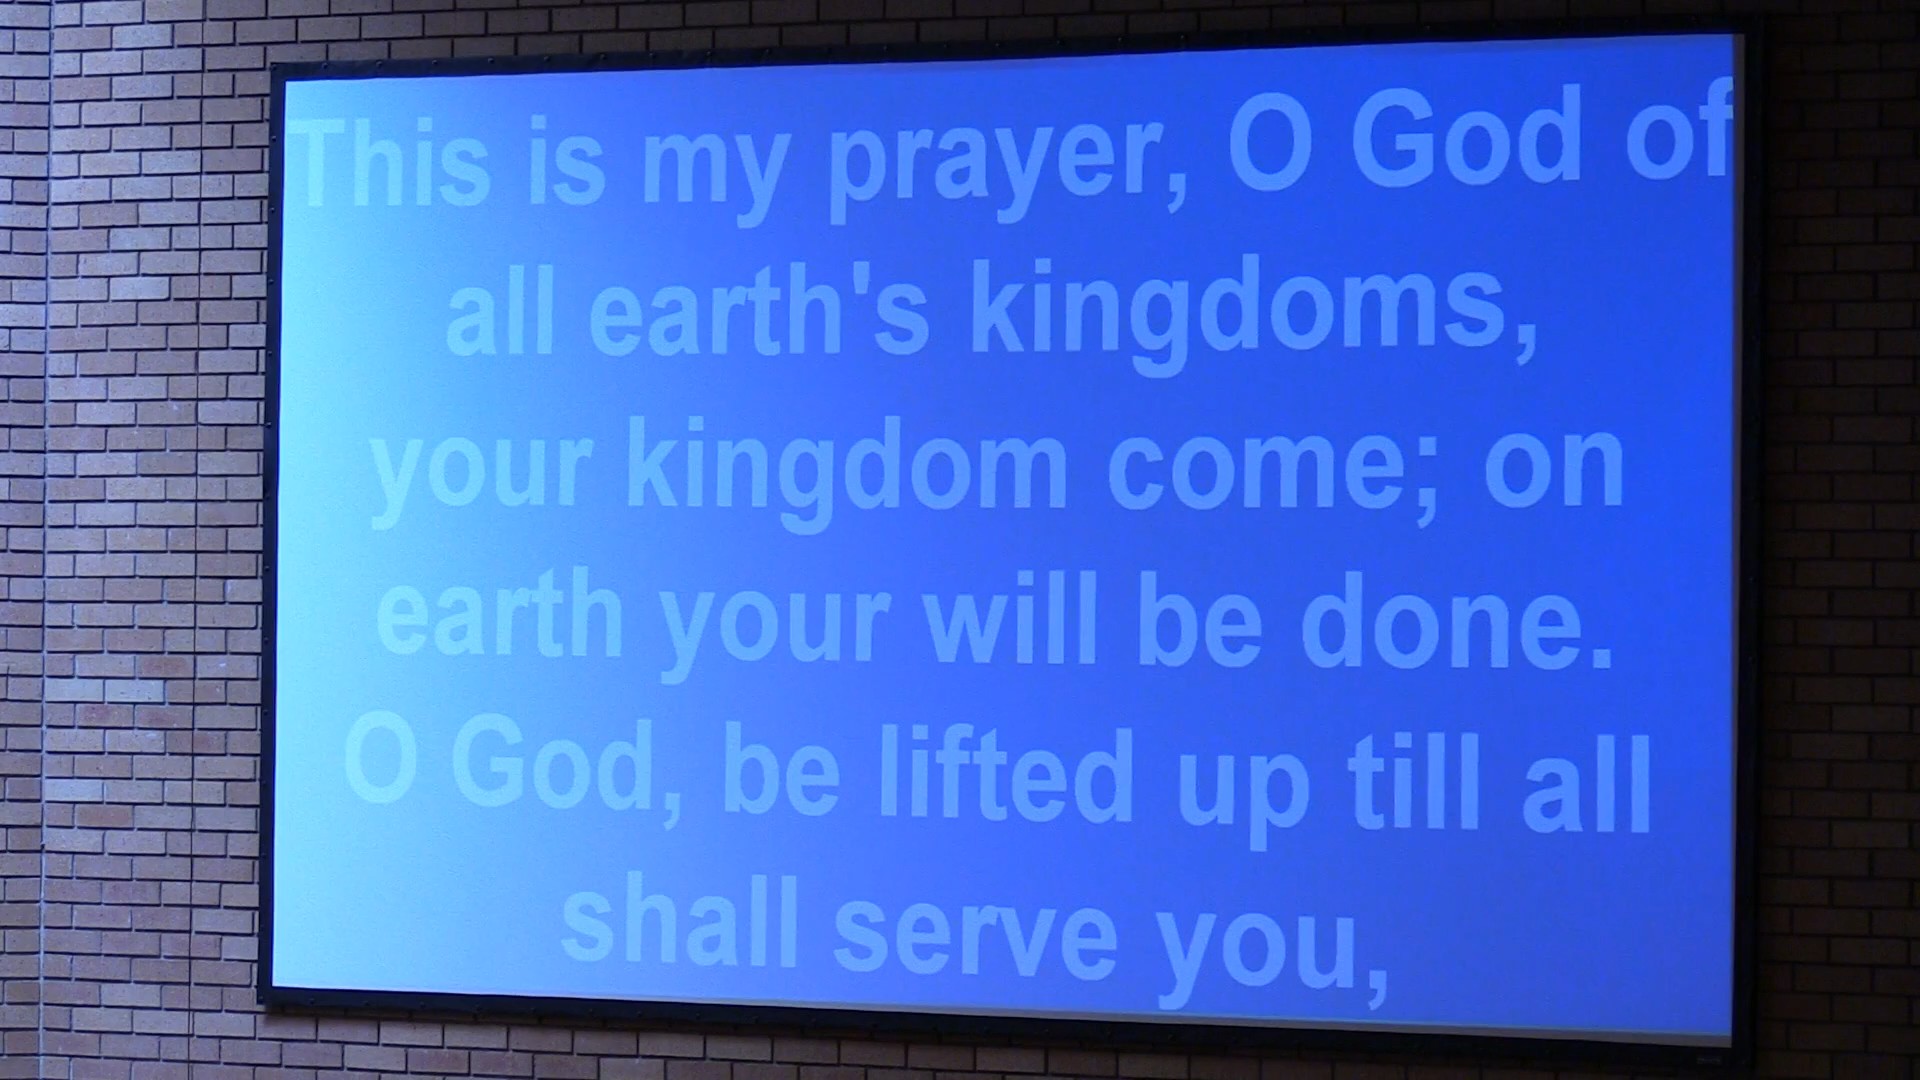 This is my prayer, O God of
all earth's kingdoms,
your kingdom come; on
earth your will be done.
O God, be lifted up till all
shall serve you,